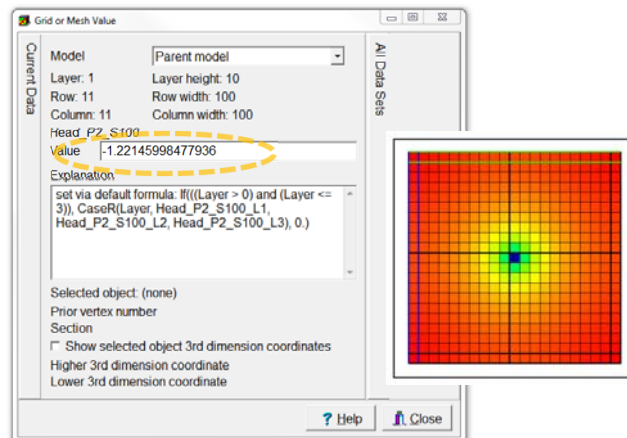 Grid or Mesh Value
Current Data
Model Parent model
Layer: 1 Layer height: 10
Row: 11 Row width: 100
Column: 11 Column width: 100
Head_P2_S100
Value -1.22145998477936
Explanation
set via default formula: If(((Layer > 0) and (Layer <=
3)), CaseR(Layer, Head_P2_S100_L1,
Head_P2_S100_L2, Head_P2_S100_L3), 0.)
Selected object: (none)
Prior vertex number
Section
Show selected object 3rd dimension coordinates
Higher 3rd dimension coordinate
Lower 3rd dimension coordinate
All Data Sets
? Help Close